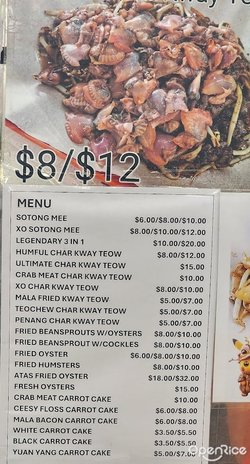 way To
$8/$12
MENU
SOTONG MEE $6.00/$8.00/$10.00
XO SOTONG MEE $8.00/$10.00/$12.00
LEGENDARY 3 IN 1 $10.00/$20.00
HUMFUL CHAR KWAY TEOW $8.00/$12.00
ULTIMATE CHAR KWAY TEOW $15.00
CRAB MEAT CHAR KWAY TEOW $10.00
XO CHAR KWAY TEOW $8.00/$10.00
MALA FRIED KWAY TEOW $5.00/$7.00
TEOCHEW CHAR KWAY TEOW $5.00/$7.00
PENANG CHAR KWAY TEOW $5.00/$7.00
FRIED BEANSPROUTS W/OYSTERS $8.00/$10.00
FRIED BEANSPROUT W/COCKLES $8.00/$10.00
FRIED OYSTER $6.00/$8.00/$10.00
FRIED HUMSTERS $8.00/$10.00
ATAS FRIED OYSTER $18.00/$32.00
FRESH OYSTERS $15.00
CRAB MEAT CARROT CAKE $10.00
CEESY FLOSS CARROT CAKE $6.00/$8.00
MALA BACON CARROT CAKE $6.00/$8.00
WHITE CARROT CAKE $3.50/$5.50
BLACK CARROT CAKE $3.50/$5.50
YUAN YANG CARROT CAKE $5.00/$7.00
OpenRice